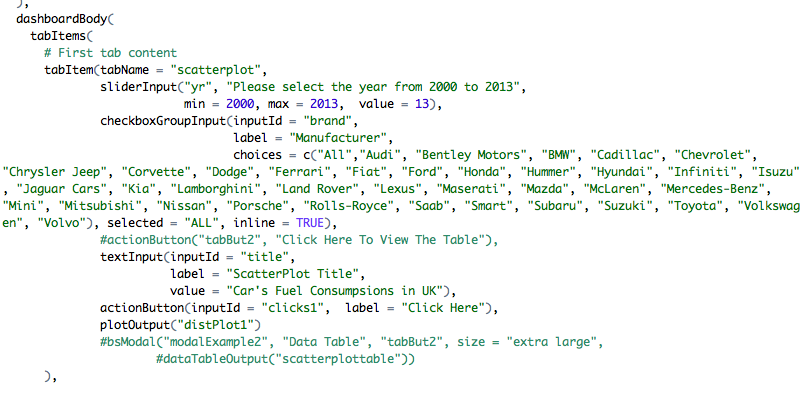 ),
dashboardBody(
tabItems(
# First tab content
tabItem(tabName = "scatterplot",
sliderInput("yr", "Please select the year from 2000 to 2013",
min = 2000, max = 2013,  value = 13),
checkboxGroupInput(inputId = "brand",
label = "Manufacturer",
choices = c("All","Audi", "Bentley Motors", "BMW", "Cadillac", "Chevrolet",
"Chrysler Jeep", "Corvette", "Dodge", "Ferrari", "Fiat", "Ford", "Honda", "Hummer", "Hyundai", "Infiniti", "Isuzu"
, "Jaguar Cars", "Kia", "Lamborghini", "Land Rover", "Lexus", "Maserati", "Mazda", "McLaren", "Mercedes-Benz",
"Mini", "Mitsubishi", "Nissan", "Porsche", "Rolls-Royce", "Saab", "Smart", "Subaru", "Suzuki", "Toyota", "Volkswag
en", "Volvo"), selected = "ALL", inline = TRUE),
#actionButton("tabBut2", "Click Here To View The Table"),
textInput(inputId = "title",
label = "ScatterPlot Title",
value = "Car's Fuel Consumpsions in UK"),
actionButton(inputId = "clicks1",  label = "Click Here"),
plotOutput("distPlot1")
#bsModal("modalExample2", "Data Table", "tabBut2", size = "extra large",
#dataTableOutput("scatterplottable"))
),